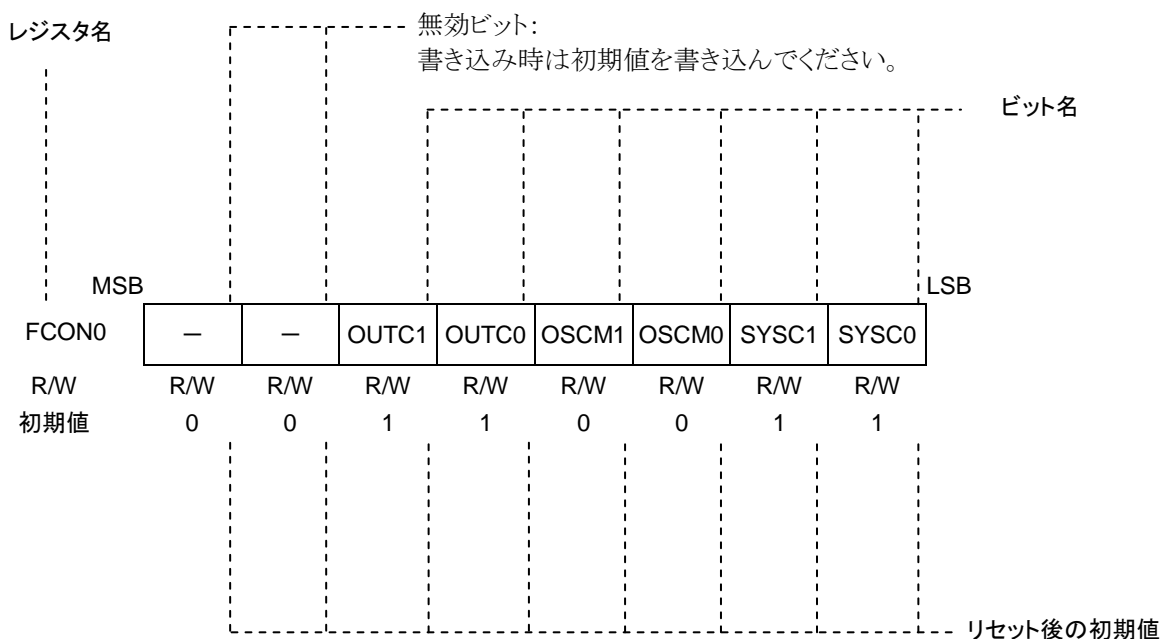 レジスタ名
無効ビット:
書き込み時は初期値を書き込んでください。
ビット名
MSB
LSB
FCON0 － － OUTC1 OUTC0 OSCM1 OSCM0 SYSC1 SYSC0
R/W R/W R/W R/W R/W R/W R/W R/W R/W
初期値 0 0 1 1 0 0 1 1
リセット後の初期値